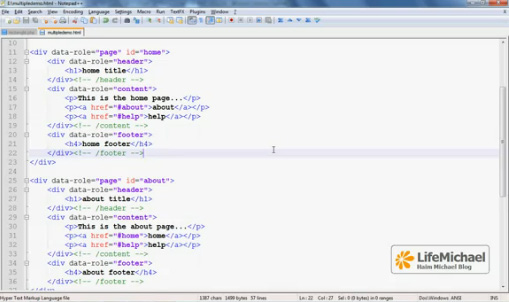 E:\multipledemo.html - Notepad++
File Edit Search View Encoding Language Settings Macro Run TextFX Plugins Window ?
multipledemo.html
10
11 <div data-role="page" id="home">
12 <div data-role="header">
13 <h1>home title</h1>
14 </div><!-- /header -->
15 <div data-role="content">
16 <p>This is the home page...</p>
17 <p><a href="#about">about</a></p>
18 <p><a href="#help">help</a></p>
19 </div><!-- /content -->
20 <div data-role="footer">
21 <h4>home footer</h4>
22 </div><!-- /footer -->
23 </div>
24
25 <div data-role="page" id="about">
26 <div data-role="header">
27 <h1>about title</h1>
28 </div><!-- /header -->
29 <div data-role="content">
30 <p>This is the about page...</p>
31 <p><a href="#home">home</a></p>
32 <p><a href="#help">help</a></p>
33 </div><!-- /content -->
34 <div data-role="footer">
35 <h4>about footer</h4>
36 </div><!-- /footer -->
LifeMichael
Haim Michael Blog
Hyper Text Markup Language file 1387 chars 1499 bytes 57 lines Ln : 22 Col : 27 Sel : 0 (0 bytes) in 0 ranges Dos\Windows ANSI INS